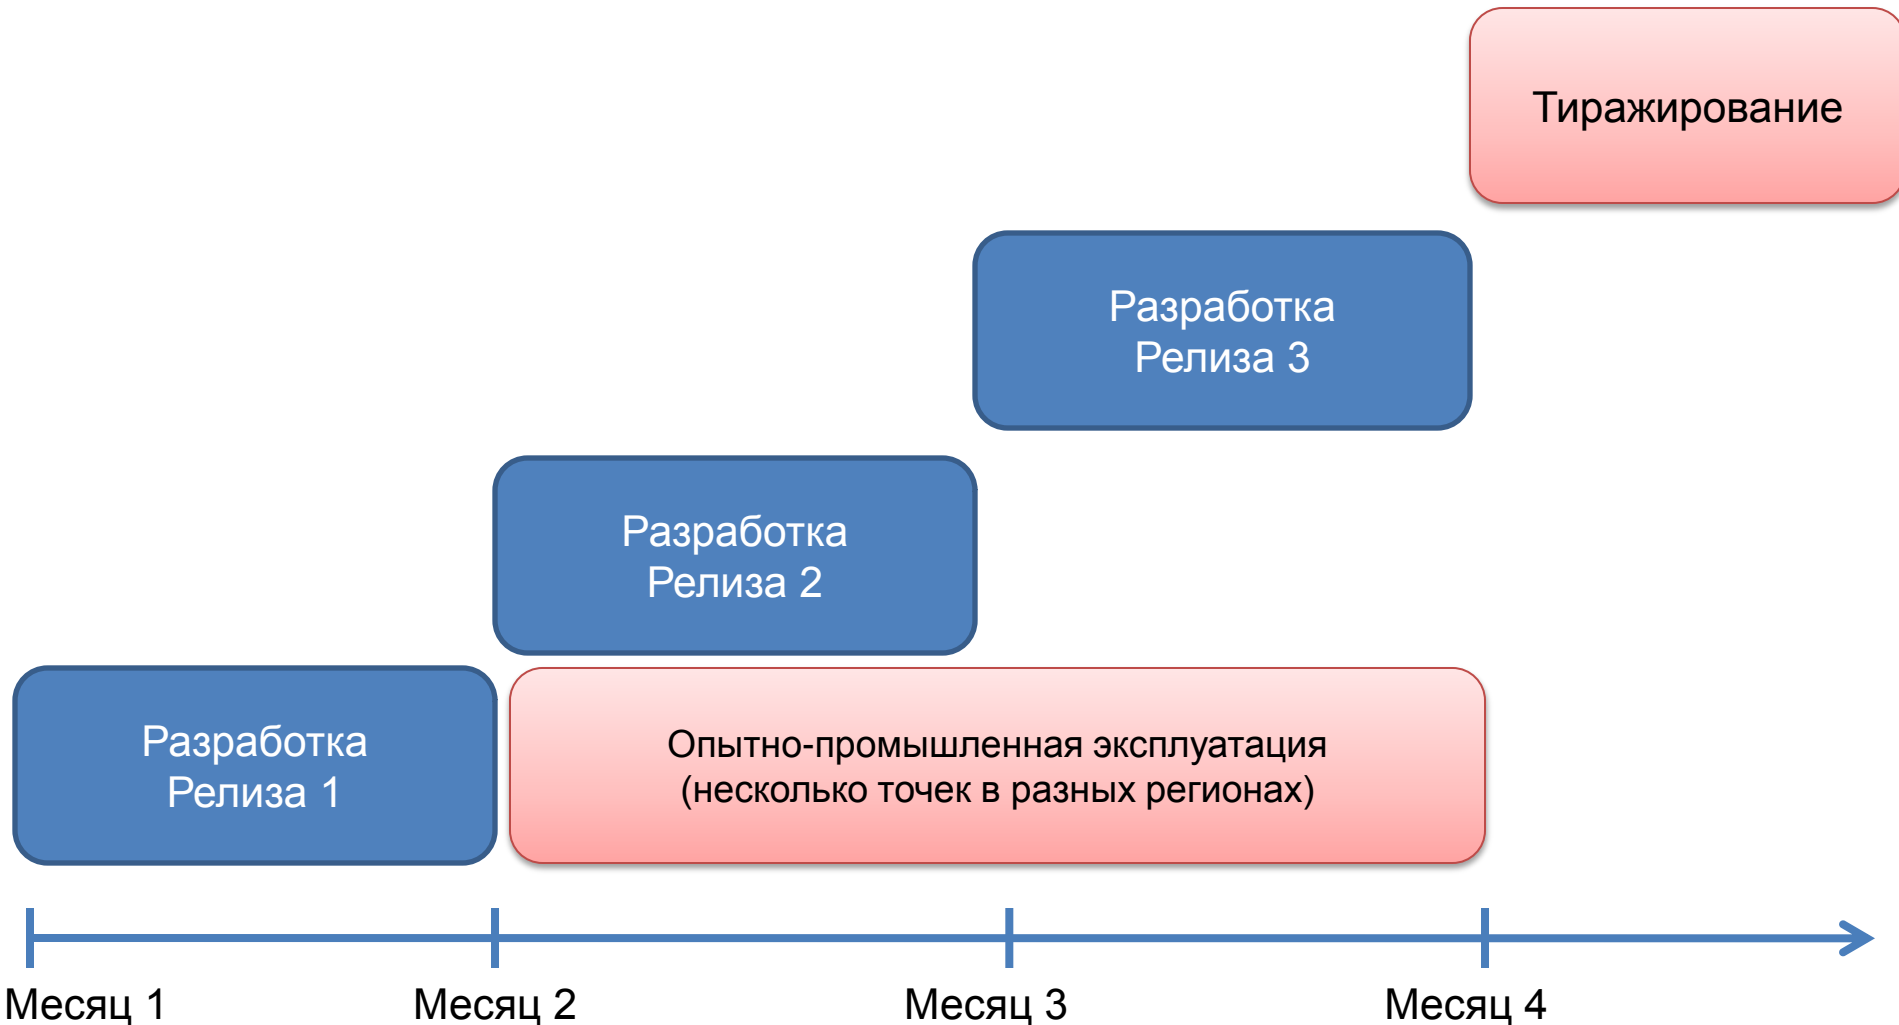 Тиражирование
Разработка
Релиза 3
Разработка
Релиза 2
Разработка
Релиза 1
Опытно-промышленная эксплуатация
(несколько точек в разных регионах)
Месяц 1
Месяц 2
Месяц 3
Месяц 4